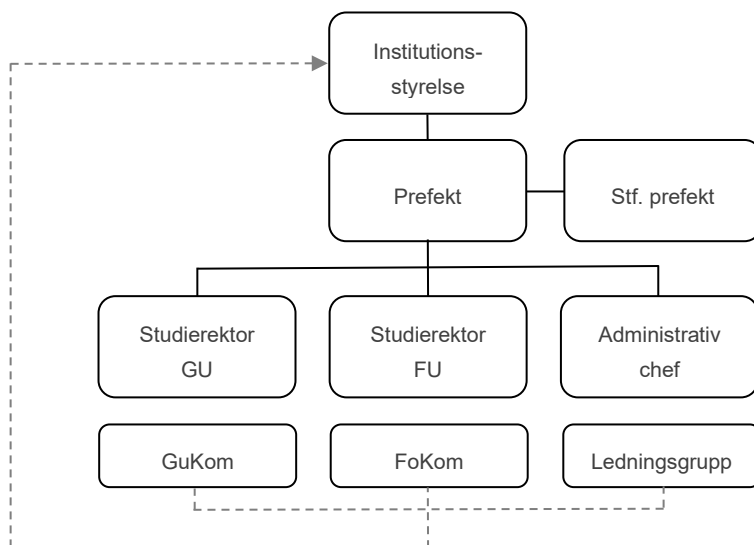 Institutions-
styrelse
Prefekt
Stf. prefekt
Studierektor
GU
Studierektor
FU
Administrativ
chef
GuKom
FoKom
Ledningsgrupp